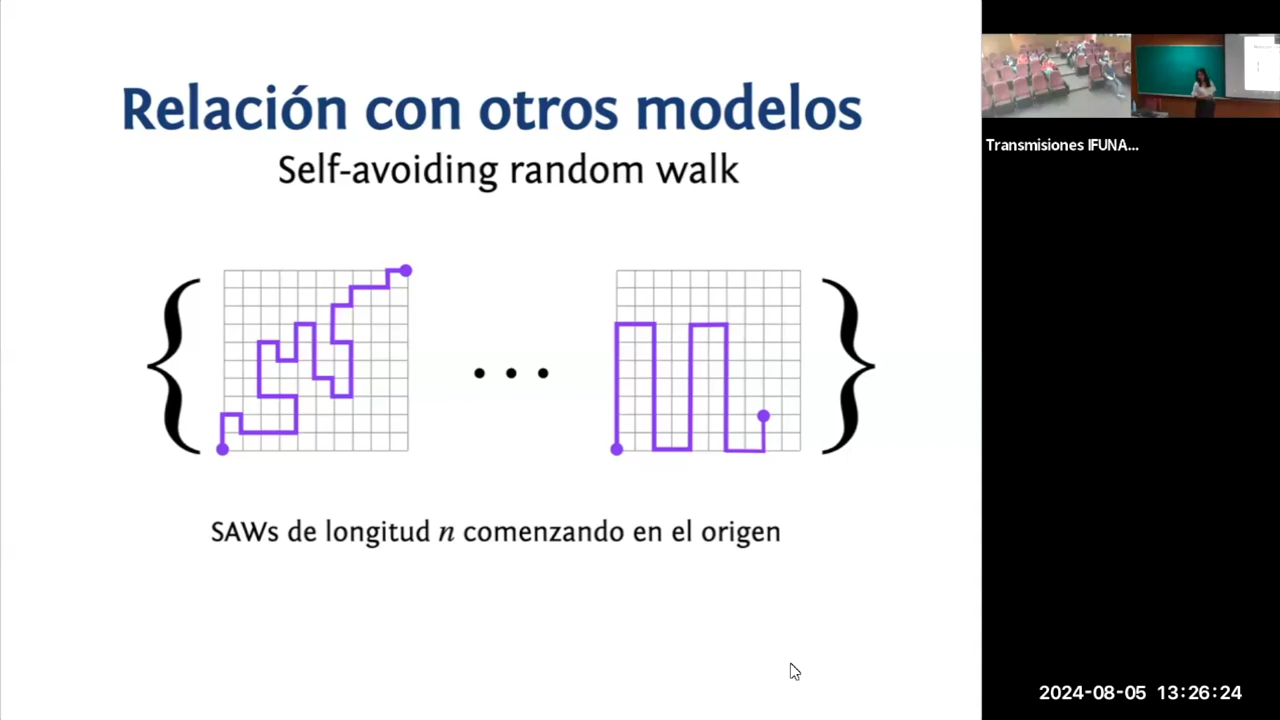 Relación con otros modelos
Self-avoiding random walk
{ • • • }
SAWs de longitud n comenzando en el origen
Transmisiones IFUNA...
2024-08-05 13:26:24